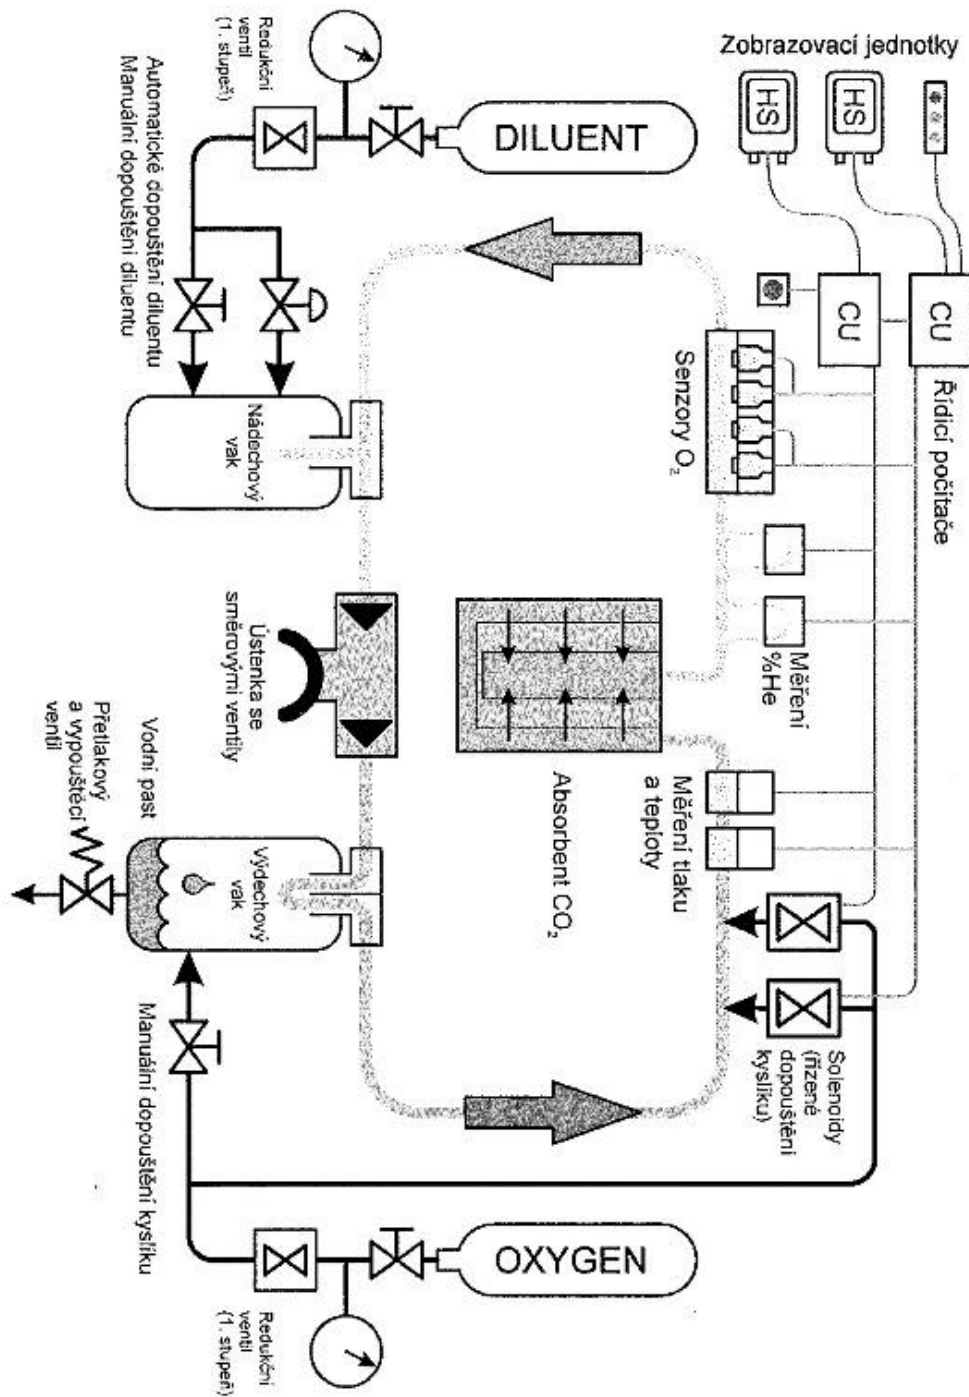 Zobrazovací jednotky
HS
HS
CU
CU
Řídicí počítače
Redukční
ventil
(1. stupeň)
DILUENT
Automatické dopouštění diluentu
Manuální dopouštění diluentu
Senzory O₂
Nádechový
vak
Měření
%He
Ústenka se
směrovými ventily
Absorbent CO₂
Měření tlaku
a teploty
Přetlakový
a vypouštěcí
ventil
Vodní past
Výdechový
vak
Solenoidy
(řízené
dopouštění
kyslíku)
Manuální dopouštění kyslíku
OXYGEN
Redukční
ventil
(1. stupeň)